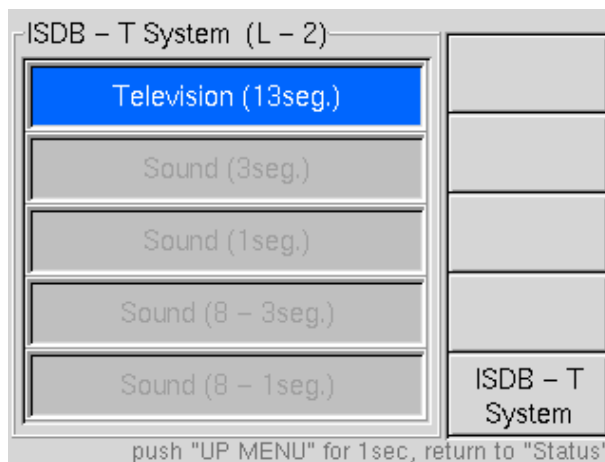 ISDB – T System (L – 2)
Television (13seg.)
Sound (3seg.)
Sound (1seg.)
Sound (8 – 3seg.)
Sound (8 – 1seg.)
ISDB – T
System
push "UP MENU" for 1sec, return to "Status"